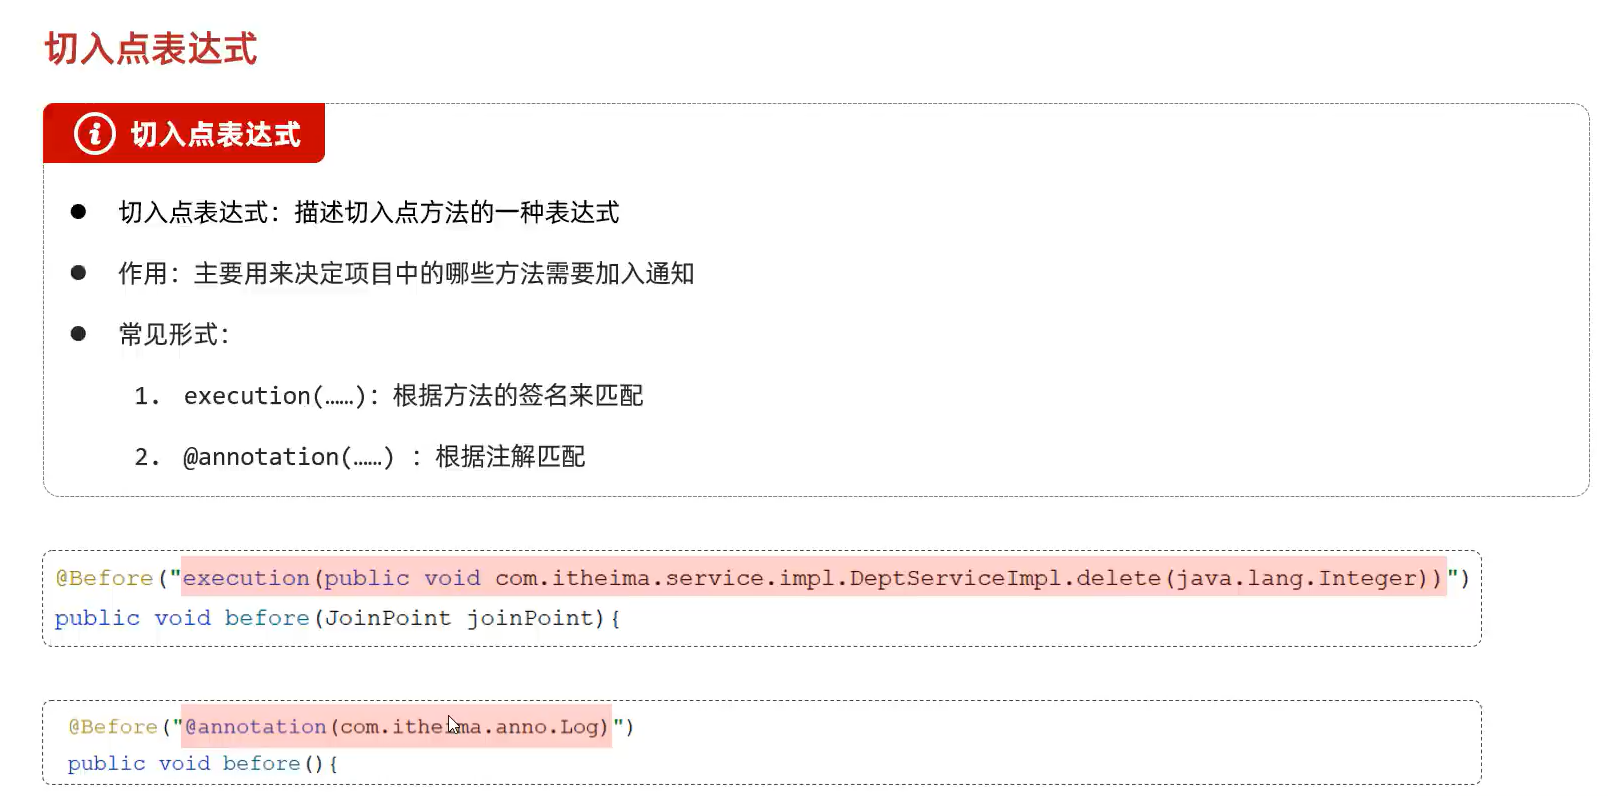 切入点表达式
切入点表达式
切入点表达式：描述切入点方法的一种表达式
作用：主要用来决定项目中的哪些方法需要加入通知
常见形式：
1. execution(……)：根据方法的签名来匹配
2. @annotation(……) ：根据注解匹配
@Before("execution(public void com.itheima.service.impl.DeptServiceImpl.delete(java.lang.Integer))")
public void before(JoinPoint joinPoint){
@Before("@annotation(com.itheima.anno.Log)")
public void before(){